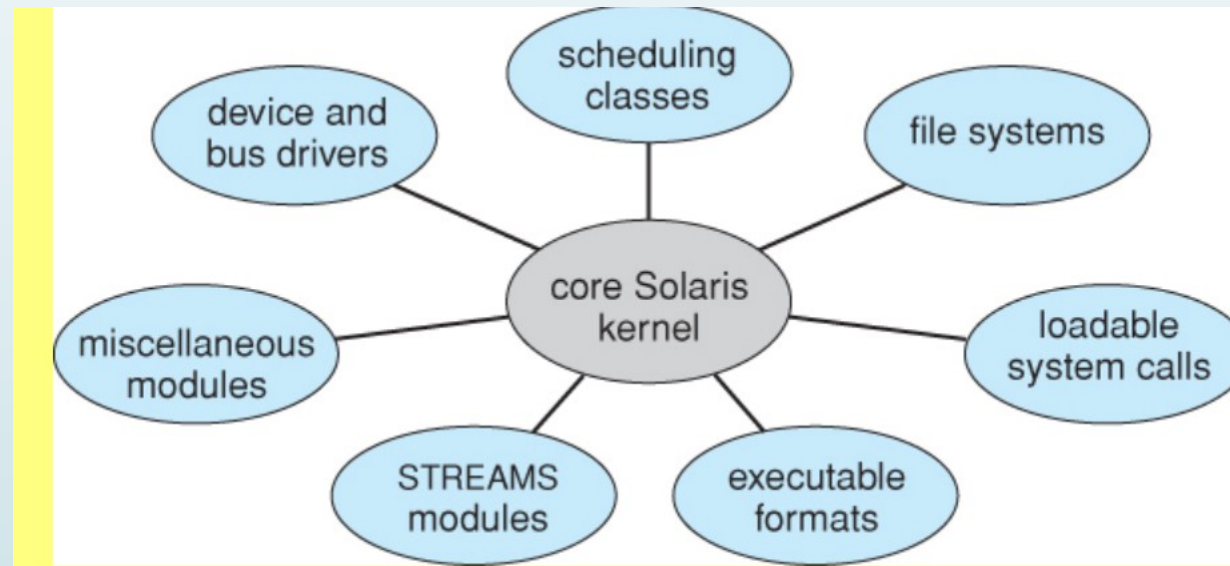 scheduling
classes
device and
bus drivers
file systems
core Solaris
kernel
miscellaneous
modules
loadable
system calls
STREAMS
modules
executable
formats